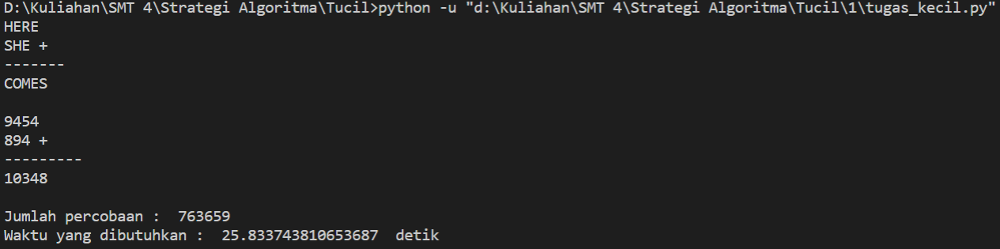 D:\Kuliahan\SMT 4\Strategi Algoritma\Tucil>python -u "d:\Kuliahan\SMT 4\Strategi Algoritma\Tucil\1\tugas_kecil.py"
HERE
SHE +
-------
COMES
9454
894 +
---------
10348
Jumlah percobaan :  763659
Waktu yang dibutuhkan :  25.833743810653687  detik